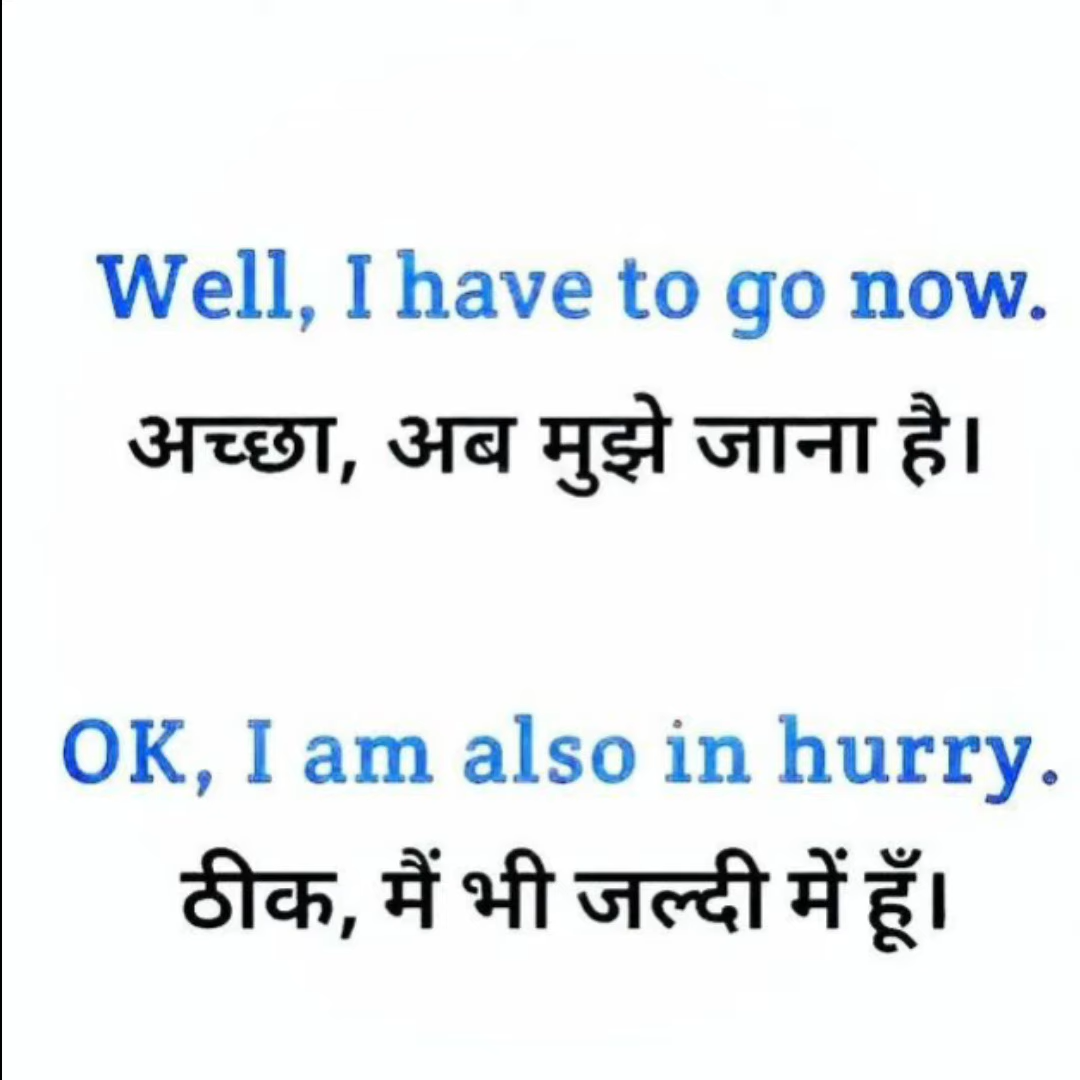 Well, I have to go now.
अच्छा, अब मुझे जाना है।
OK, I am also in hurry.
ठीक, मैं भी जल्दी में हूँ।